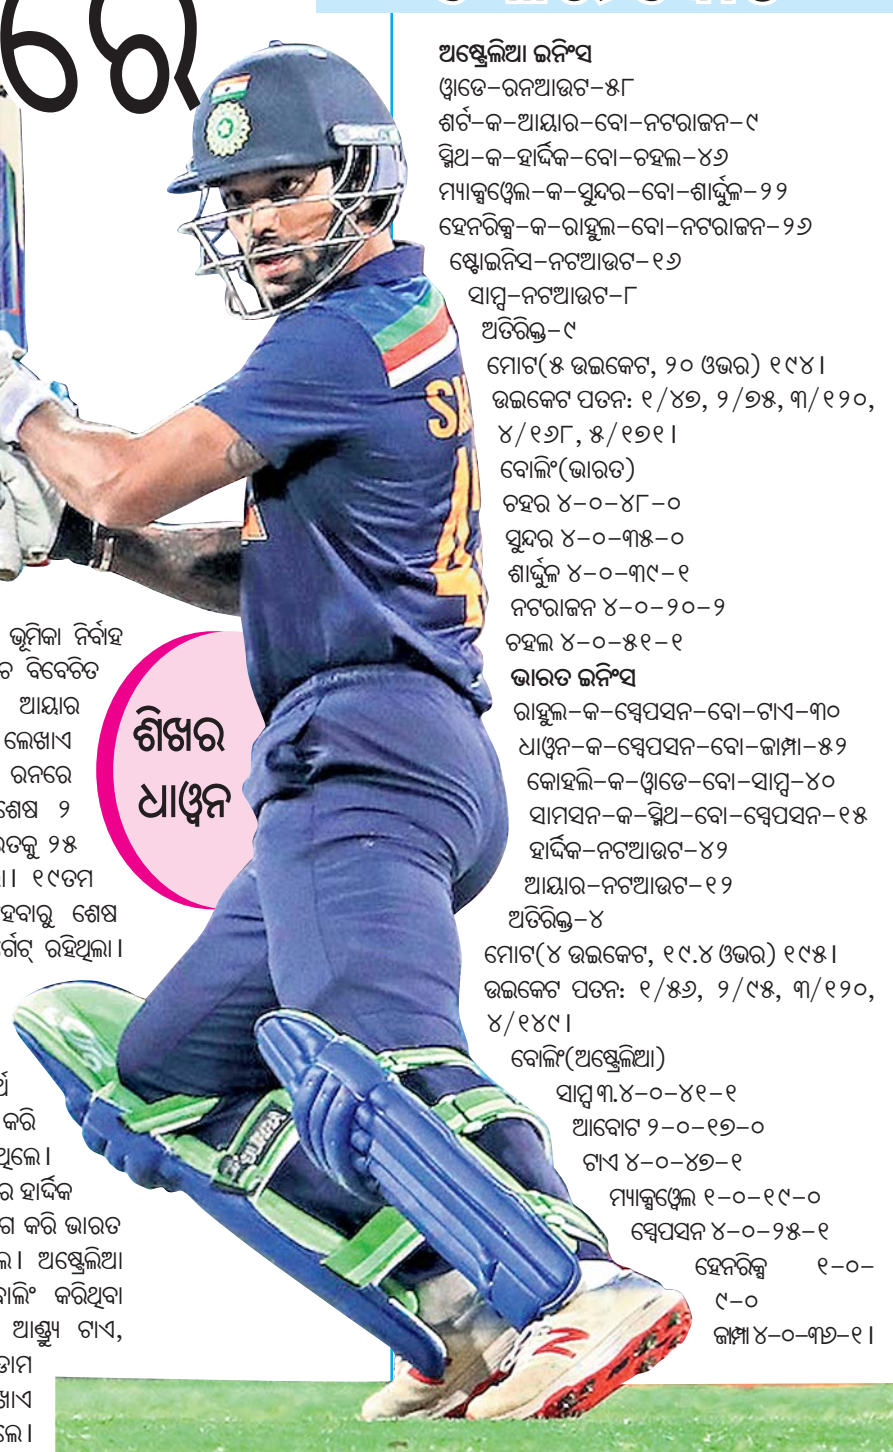 ରେ
ଅଷ୍ଟ୍ରେଲିଆ ଇନିଂସ
ୱାଡେ-ରନଆଉଟ-୫୮
ଶର୍ଟ-କ-ଆୟାର-ବୋ-ନଟରାଜନ-୯
ସ୍ମିଥ-କ-ହାର୍ଦ୍ଦିକ-ବୋ-ଚହଲ-୪୬
ମ୍ୟାକ୍ସୱେଲ-କ-ସୁନ୍ଦର-ବୋ-ଶାର୍ଦ୍ଦୁଳ-୨୨
ହେନରିକ୍ସ-କ-ରାହୁଲ-ବୋ-ନଟରାଜନ-୨୬
ଷ୍ଟୋଇନିସ-ନଟଆଉଟ-୧୬
ସାମ୍ସ-ନଟଆଉଟ-୮
ଅତିରିକ୍ତ-୯
ମୋଟ(୫ ଉଇକେଟ, ୨୦ ଓଭର) ୧୯୪।
ଉଇକେଟ ପତନ: ୧/୪୭, ୨/୭୫, ୩/୧୨୦,
୪/୧୬୮, ୫/୧୭୧।
ବୋଲିଂ(ଭାରତ)
ଚହର ୪-୦-୪୮-୦
ସୁନ୍ଦର ୪-୦-୩୫-୦
ଶାର୍ଦ୍ଦୁଳ ୪-୦-୩୯-୧
ନଟରାଜନ ୪-୦-୨୦-୨
ଚହଲ ୪-୦-୫୧-୧
ଭାରତ ଇନିଂସ
ରାହୁଲ-କ-ସ୍ୱେପସନ-ବୋ-ଟାଏ-୩୦
ଧାୱନ-କ-ସ୍ୱେପସନ-ବୋ-ଜାମ୍ପା-୫୨
କୋହଲି-କ-ୱାଡେ-ବୋ-ସାମ୍ସ-୪୦
ସାମସନ-କ-ସ୍ମିଥ-ବୋ-ସ୍ୱେପସନ-୧୫
ହାର୍ଦ୍ଦିକ-ନଟଆଉଟ-୪୨
ଆୟାର-ନଟଆଉଟ-୧୨
ଅତିରିକ୍ତ-୪
ମୋଟ(୪ ଉଇକେଟ, ୧୯.୪ ଓଭର) ୧୯୫।
ଉଇକେଟ ପତନ: ୧/୫୬, ୨/୯୫, ୩/୧୨୦,
୪/୧୪୯।
ବୋଲିଂ(ଅଷ୍ଟ୍ରେଲିଆ)
ସାମ୍ସ ୩.୪-୦-୪୧-୧
ଆବୋଟ ୨-୦-୧୭-୦
ଟାଏ ୪-୦-୪୭-୧
ମ୍ୟାକ୍ସୱେଲ ୧-୦-୧୯-୦
ସ୍ୱେପସନ ୪-୦-୨୫-୧
ହେନରିକ୍ସ ୧-୦-
୯-୦
ଜାମ୍ପା ୪-୦-୩୬-୧।
ଶିଖର
ଧାୱନ
ଭୂମିକା ନିର୍ବାହ
ବିବେଚିତ
ଆୟାର
ଲେଖାଏ
ରନରେ
୨
୨୫
୧୯ତମ
ଶେଷ
ରହିଥିଲା।
କରି
ହାର୍ଦ୍ଦିକ
କରି ଭାରତ
ଅଷ୍ଟ୍ରେଲିଆ
କରିଥିବା
ଆଣ୍ଡ୍ର୍ୟୁ ଟାଏ,